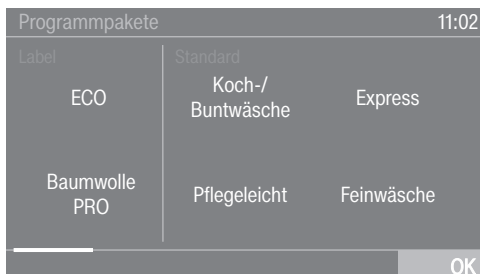 Programmpakete 11:02
Label Standard
ECO
Koch-/
Buntwäsche
Express
Baumwolle
PRO
Pflegeleicht
Feinwäsche
OK